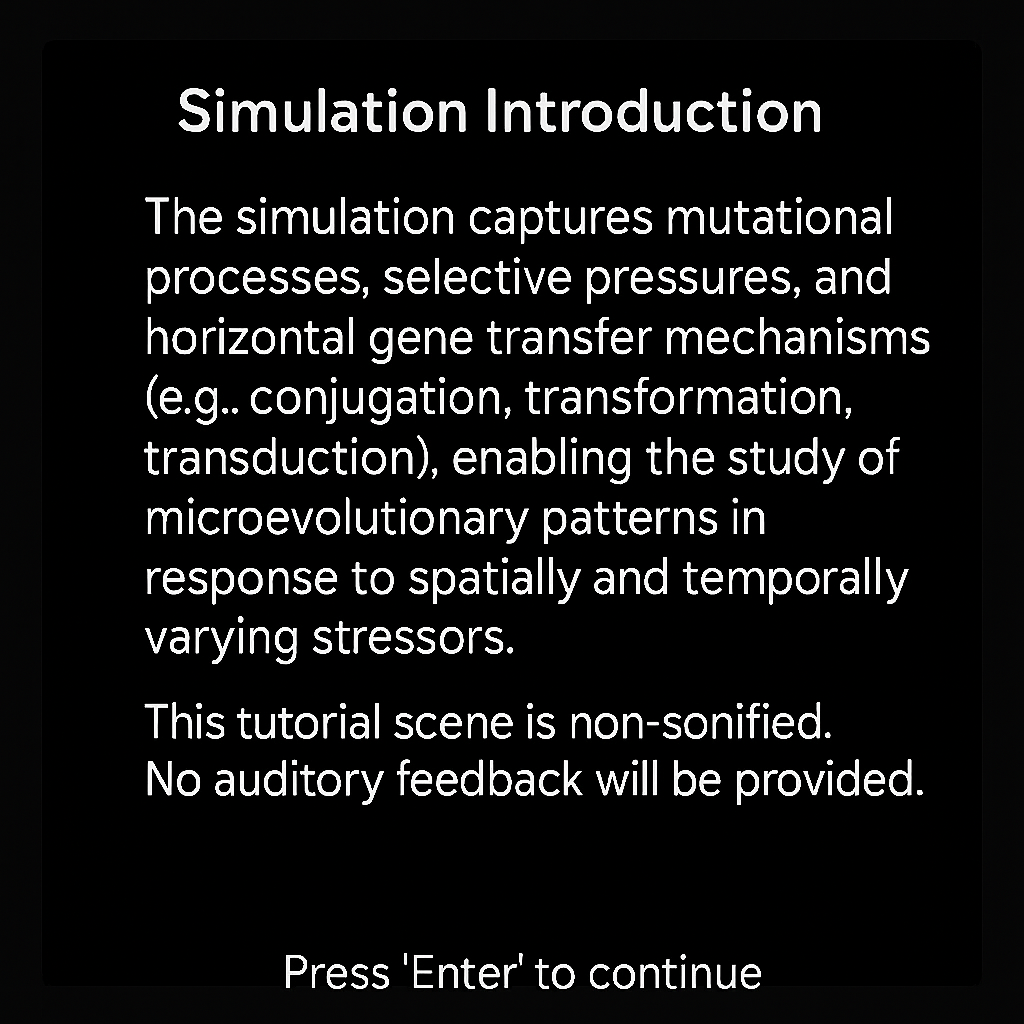 Simulation Introduction
The simulation captures mutational
processes, selective pressures, and
horizontal gene transfer mechanisms
(e.g.. conjugation, transformation,
transduction), enabling the study of
microevolutionary patterns in
response to spatially and temporally
varying stressors.
This tutorial scene is non-sonified.
No auditory feedback will be provided.
Press 'Enter' to continue